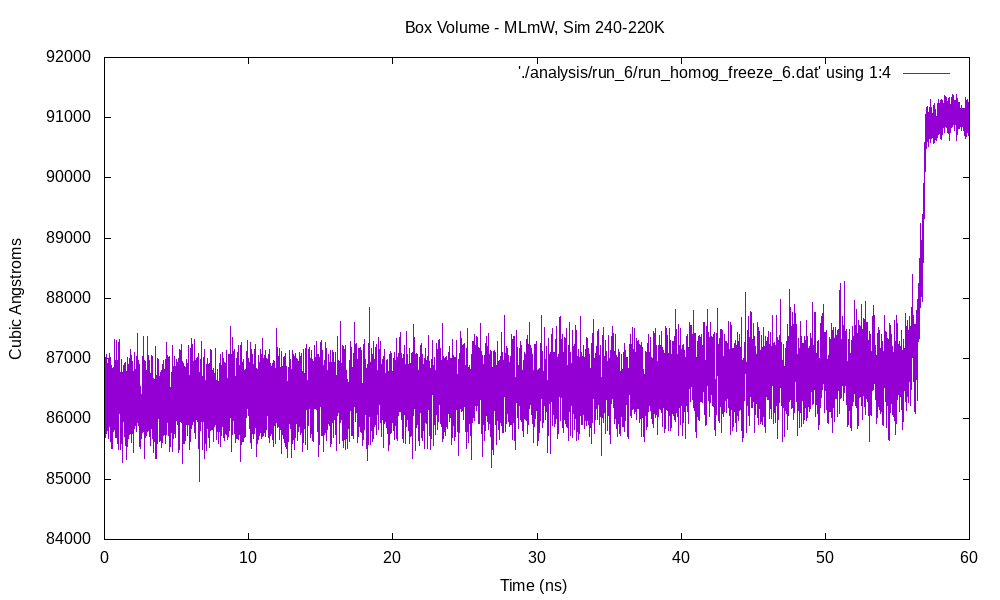 Box Volume - MLmW, Sim 240-220K
'./analysis/run_6/run_homog_freeze_6.dat' using 1:4
92000
91000
90000
89000
88000
87000
86000
85000
84000
Cubic Angstroms
0 10 20 30 40 50 60
Time (ns)